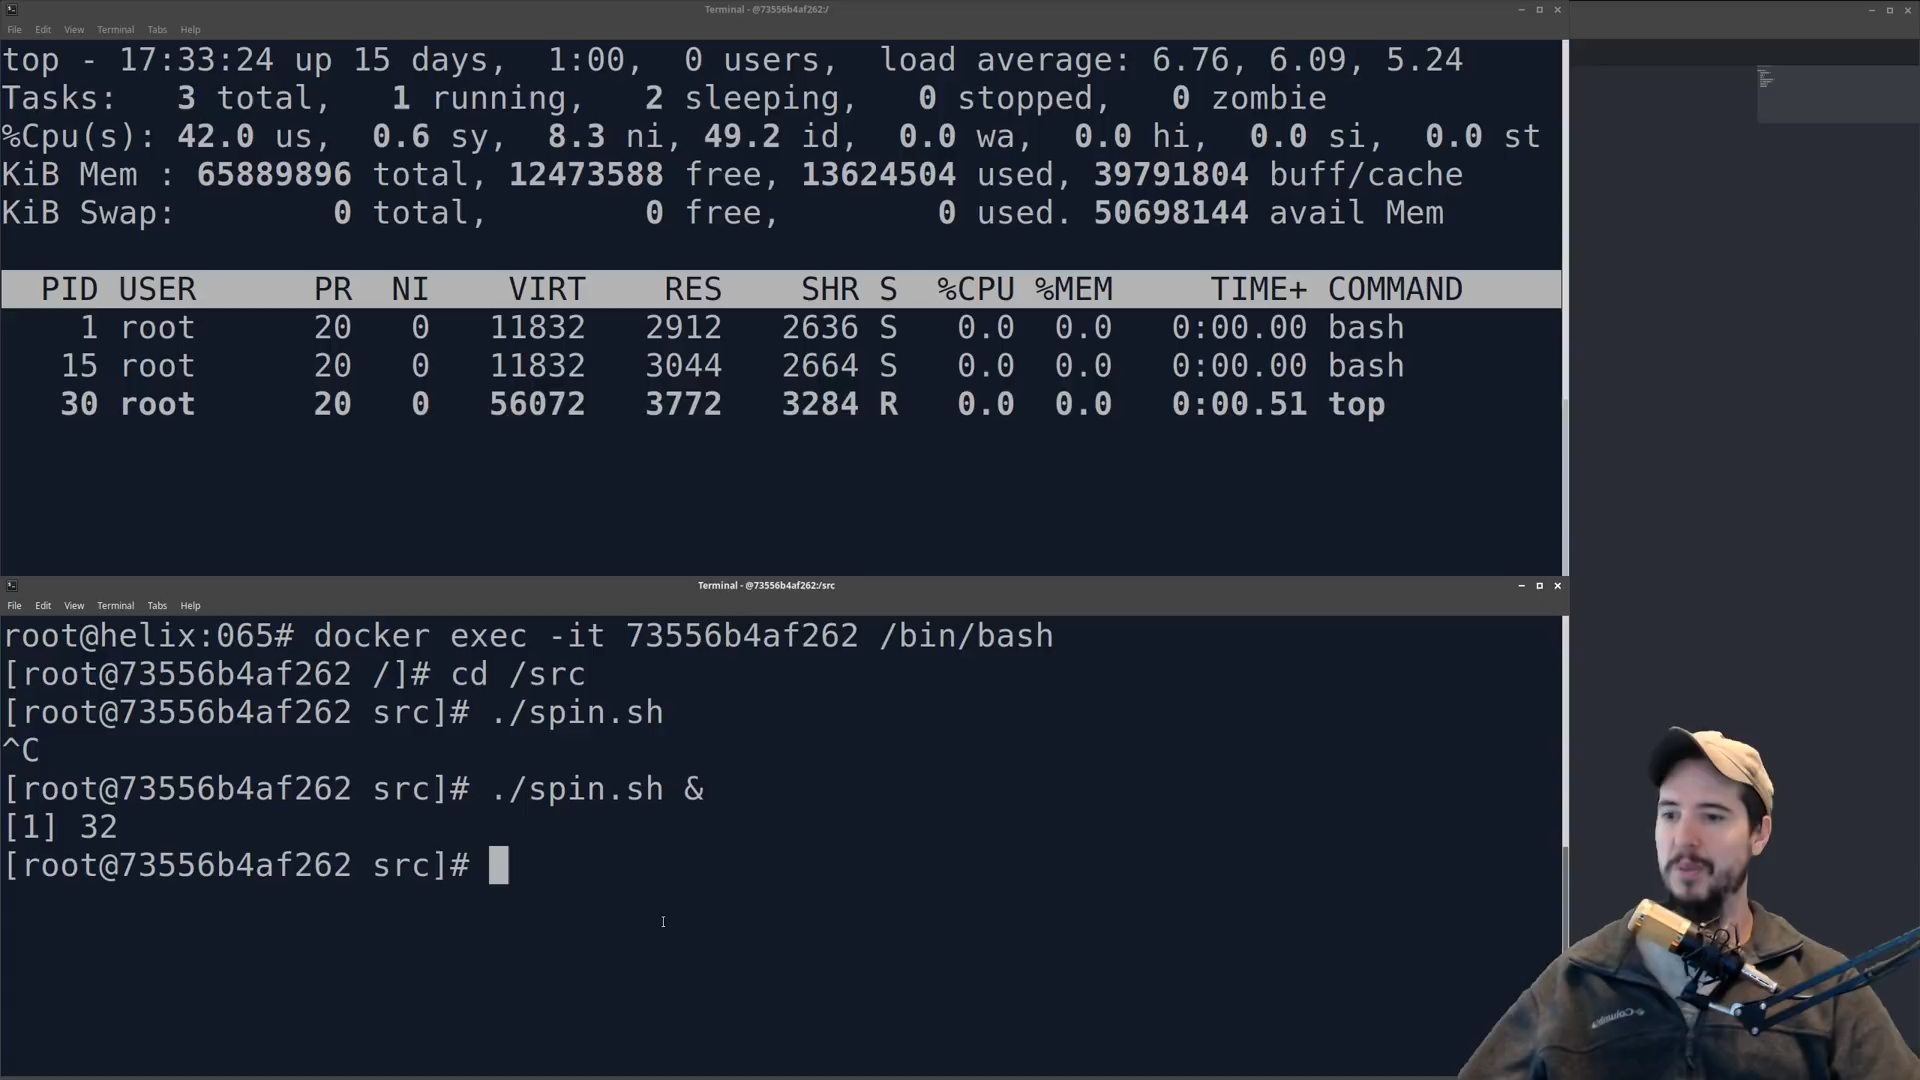 Terminal - @73556b4af262:/
File Edit View Terminal Tabs Help
top - 17:33:24 up 15 days,  1:00,  0 users,  load average: 6.76, 6.09, 5.24
Tasks:   3 total,   1 running,   2 sleeping,   0 stopped,   0 zombie
%Cpu(s): 42.0 us,  0.6 sy,  8.3 ni, 49.2 id,  0.0 wa,  0.0 hi,  0.0 si,  0.0 st
KiB Mem : 65889896 total, 12473588 free, 13624504 used, 39791804 buff/cache
KiB Swap:        0 total,        0 free,        0 used. 50698144 avail Mem
PID USER      PR  NI    VIRT    RES    SHR S  %CPU %MEM     TIME+ COMMAND
1 root      20   0   11832   2912   2636 S   0.0  0.0   0:00.00 bash
15 root      20   0   11832   3044   2664 S   0.0  0.0   0:00.00 bash
30 root      20   0   56072   3772   3284 R   0.0  0.0   0:00.51 top
Terminal - @73556b4af262:/src
File Edit View Terminal Tabs Help
root@helix:065# docker exec -it 73556b4af262 /bin/bash
[root@73556b4af262 /]# cd /src
[root@73556b4af262 src]# ./spin.sh
^C
[root@73556b4af262 src]# ./spin.sh &
[1] 32
[root@73556b4af262 src]#